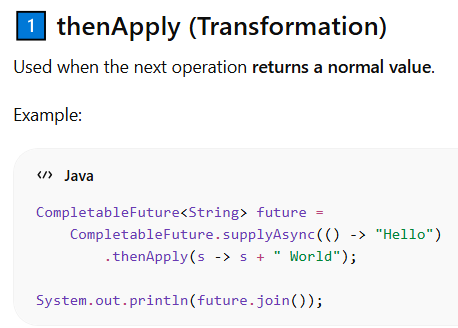 1 thenApply (Transformation)
Used when the next operation returns a normal value.
Example:
</> Java
CompletableFuture<String> future =
    CompletableFuture.supplyAsync(() -> "Hello")
        .thenApply(s -> s + " World");
System.out.println(future.join());